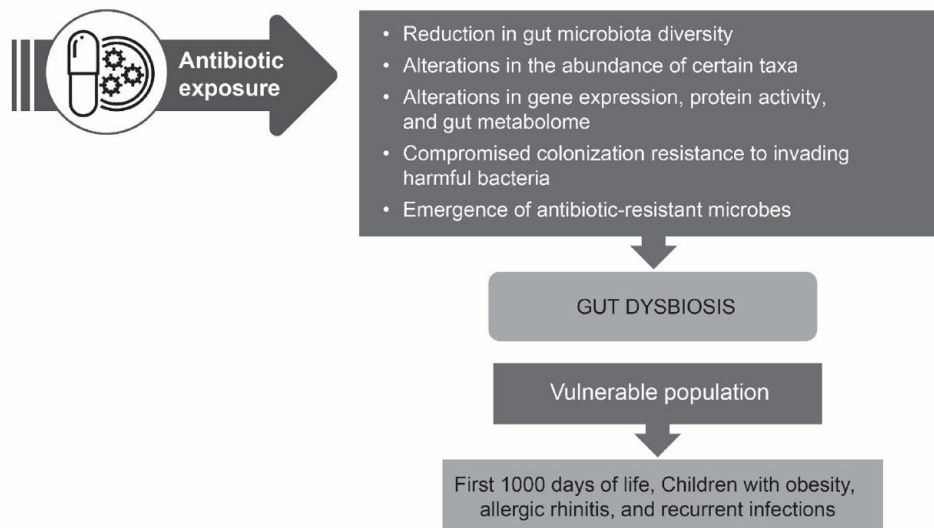 Antibiotic
exposure
• Reduction in gut microbiota diversity
• Alterations in the abundance of certain taxa
• Alterations in gene expression, protein activity,
and gut metabolome
• Compromised colonization resistance to invading
harmful bacteria
• Emergence of antibiotic-resistant microbes
GUT DYSBIOSIS
Vulnerable population
First 1000 days of life, Children with obesity,
allergic rhinitis, and recurrent infections